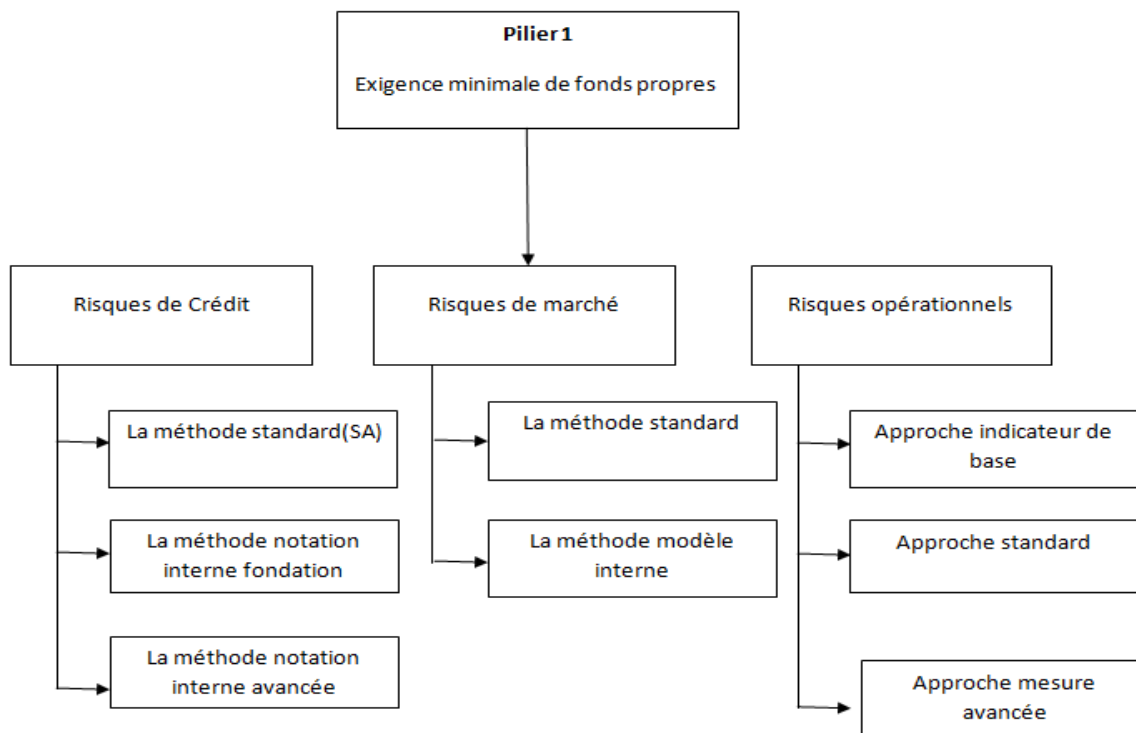 Pilier1
Exigence minimale de fonds propres
Risques de Crédit
Risques de marché
Risques opérationnels
La méthode standard(SA)
La méthode notation
interne fondation
La méthode notation
interne avancée
La méthode standard
La méthode modèle
interne
Approche indicateur de
base
Approche standard
Approche mesure
avancée